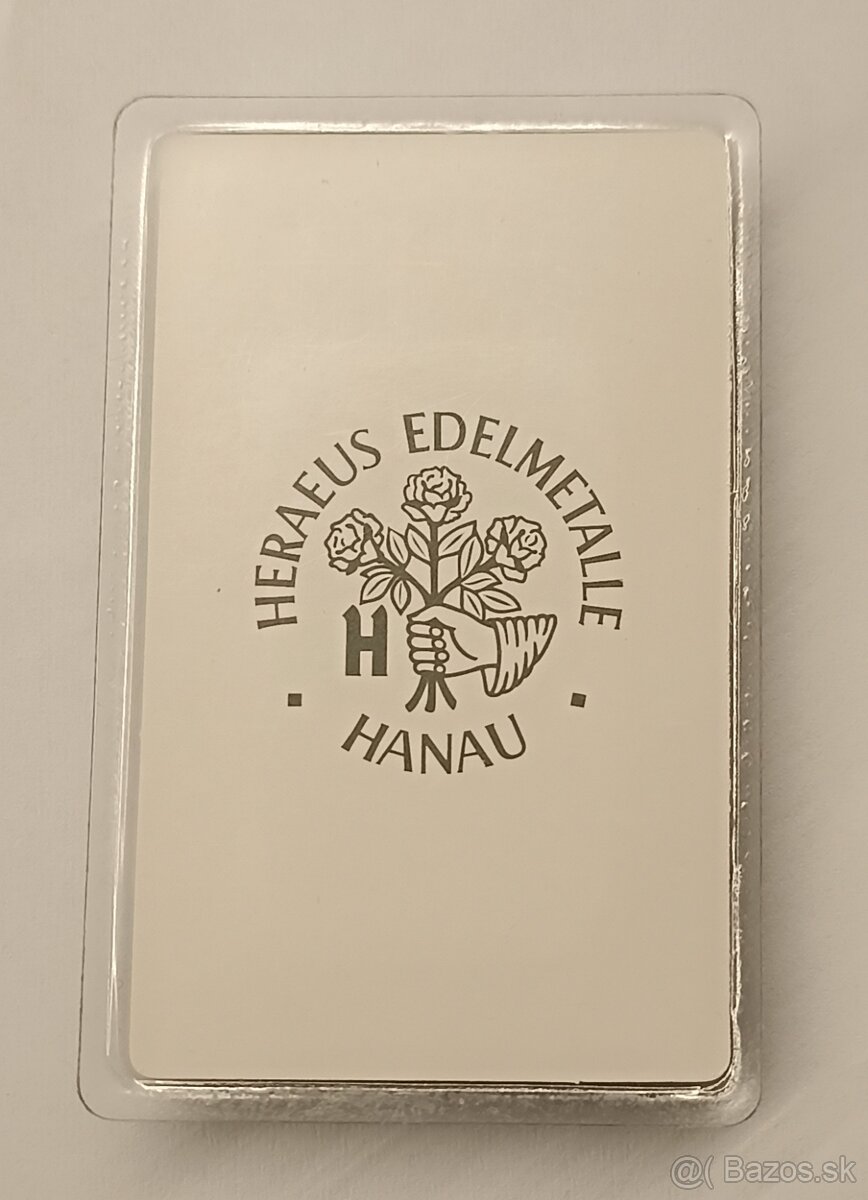 HERAEUS EDELMETALLE
H
· HANAU ·
@( Bazos.sk